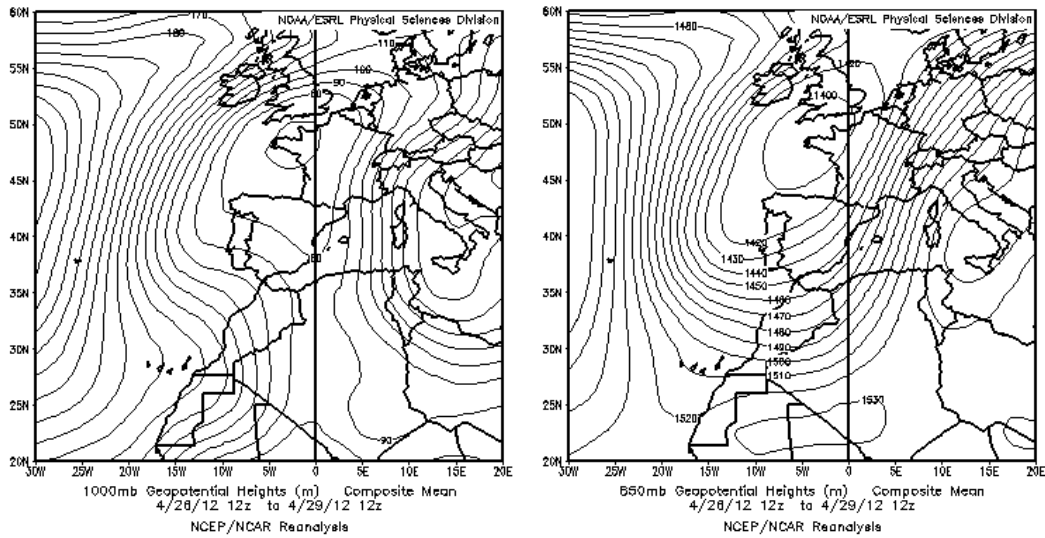 60N
55N
50N
45N
40N
35N
30N
25N
20N
30W 25W 20W 15W 10W 5W 0 5E 10E 15E 20E
NOAA/ESRL Physical Sciences Division
170
180
110
100
90
80
80
90
1000mb Geopotential Heights (m) Composite Mean
4/26/12 12z to 4/29/12 12z
NCEP/NCAR Reanalysis
60N
55N
50N
45N
40N
35N
30N
25N
20N
30W 25W 20W 15W 10W 5W 0 5E 10E 15E 20E
NOAA/ESRL Physical Sciences Division
1480
1420
1400
1420
1430
1440
1450
1460
1470
1480
1490
1500
1510
1520
1530
650mb Geopotential Heights (m) Composite Mean
4/26/12 12z to 4/29/12 12z
NCEP/NCAR Reanalysis